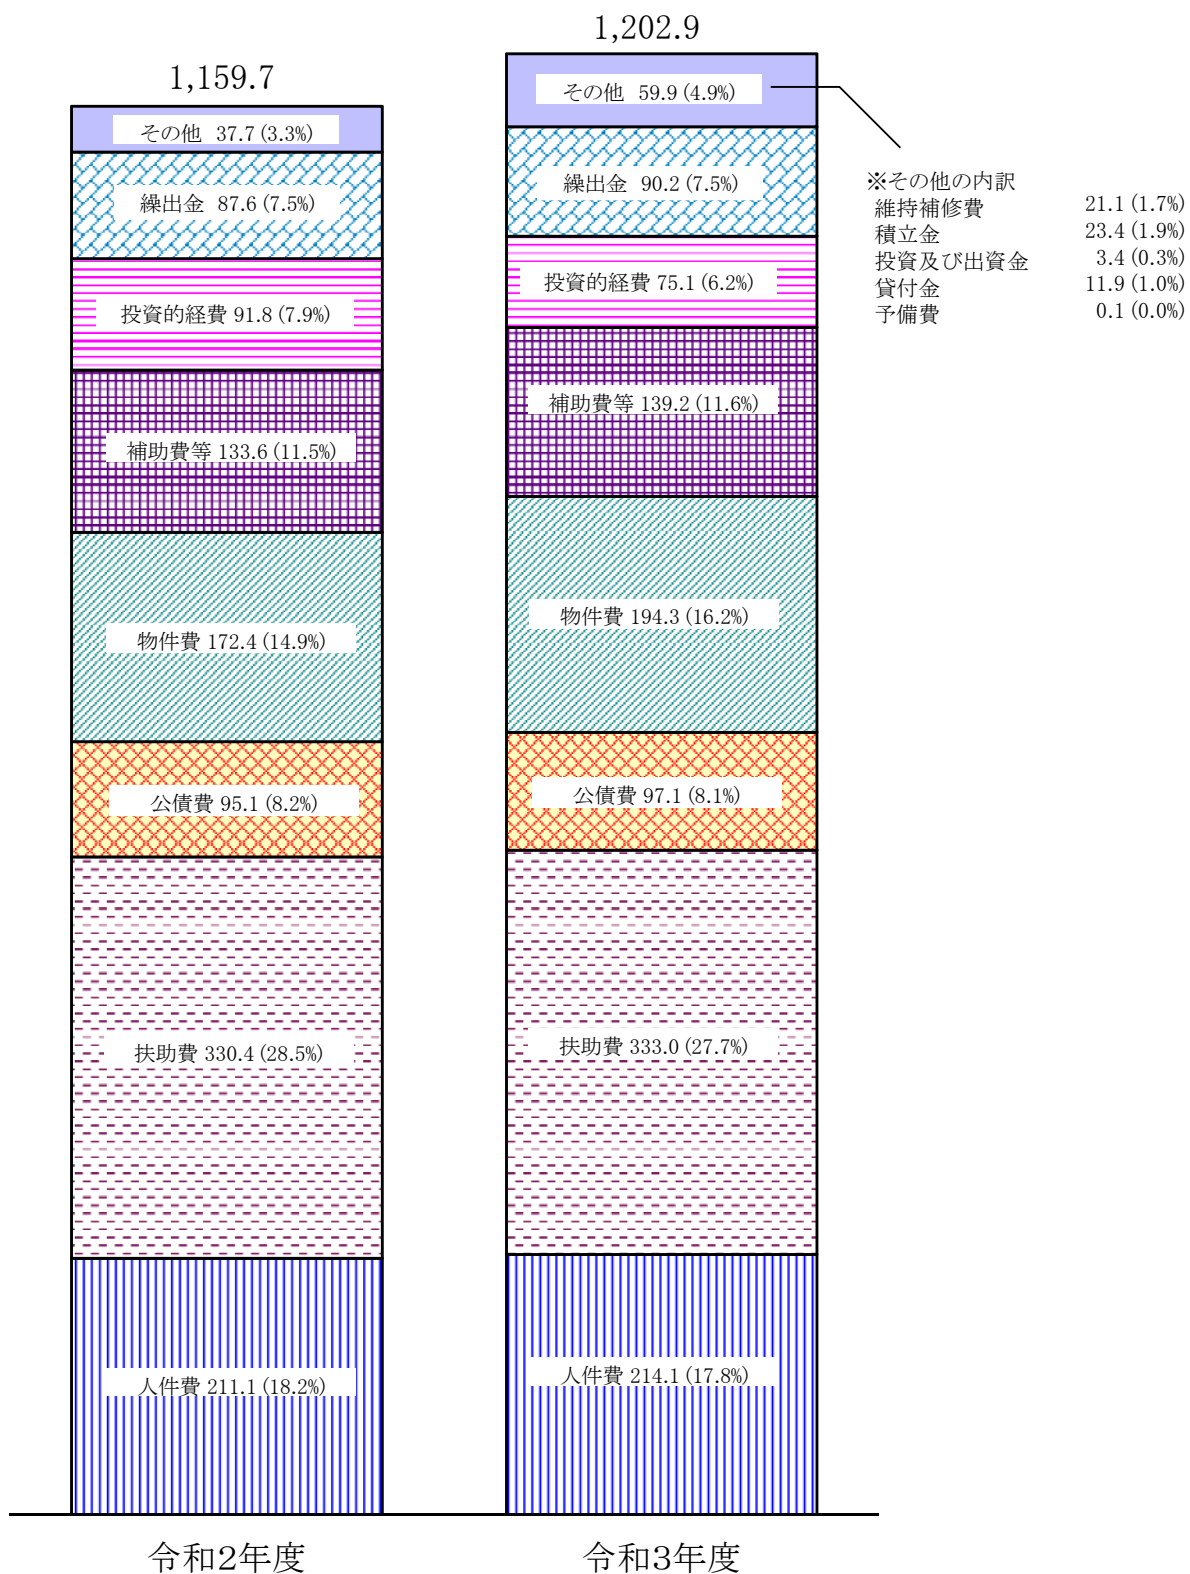 1,159.7
その他 37.7 (3.3%)
繰出金 87.6 (7.5%)
投資的経費 91.8 (7.9%)
補助費等 133.6 (11.5%)
物件費 172.4 (14.9%)
公債費 95.1 (8.2%)
扶助費 330.4 (28.5%)
人件費 211.1 (18.2%)
令和2年度
1,202.9
その他 59.9 (4.9%)
繰出金 90.2 (7.5%)
投資的経費 75.1 (6.2%)
補助費等 139.2 (11.6%)
物件費 194.3 (16.2%)
公債費 97.1 (8.1%)
扶助費 333.0 (27.7%)
人件費 214.1 (17.8%)
令和3年度
※その他の内訳
維持補修費 21.1 (1.7%)
積立金 23.4 (1.9%)
投資及び出資金 3.4 (0.3%)
貸付金 11.9 (1.0%)
予備費 0.1 (0.0%)